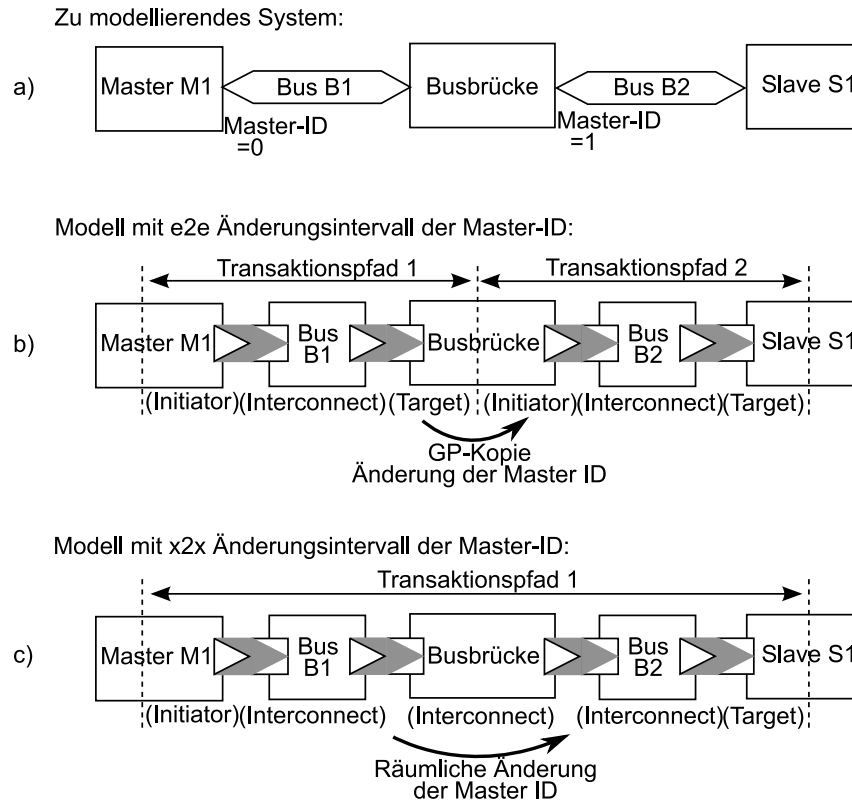 Zu modellierendes System:
a)
Master M1
Bus B1
Busbrücke
Bus B2
Slave S1
Master-ID
=0
Master-ID
=1
Modell mit e2e Änderungsintervall der Master-ID:
Transaktionspfad 1
Transaktionspfad 2
b)
Master M1
Bus
B1
Busbrücke
Bus
B2
Slave S1
(Initiator)(Interconnect) (Target) (Initiator) (Interconnect) (Target)
GP-Kopie
Änderung der Master ID
Modell mit x2x Änderungsintervall der Master-ID:
Transaktionspfad 1
c)
Master M1
Bus
B1
Busbrücke
Bus
B2
Slave S1
(Initiator)(Interconnect) (Interconnect) (Interconnect) (Target)
Räumliche Änderung
der Master ID